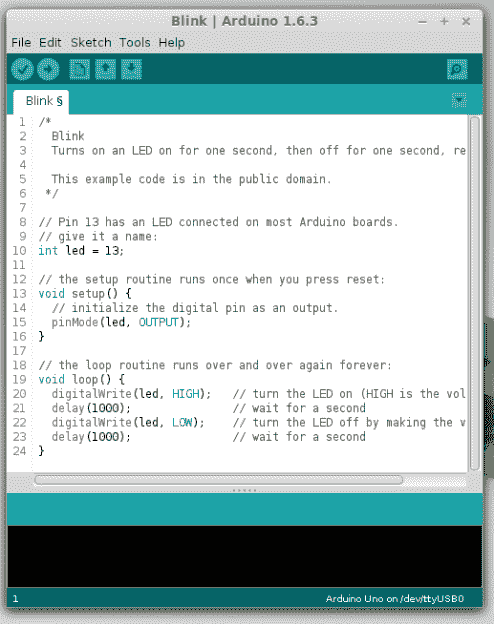 Blink | Arduino 1.6.3
File Edit Sketch Tools Help
Blink §
1 /*
2 Blink
3 Turns on an LED on for one second, then off for one second, re
4
5 This example code is in the public domain.
6 */
7
8 // Pin 13 has an LED connected on most Arduino boards.
9 // give it a name:
10 int led = 13;
11
12 // the setup routine runs once when you press reset:
13 void setup() {
14 // initialize the digital pin as an output.
15 pinMode(led, OUTPUT);
16 }
17
18 // the loop routine runs over and over again forever:
19 void loop() {
20 digitalWrite(led, HIGH); // turn the LED on (HIGH is the vol
21 delay(1000); // wait for a second
22 digitalWrite(led, LOW); // turn the LED off by making the v
23 delay(1000); // wait for a second
24 }
1 Arduino Uno on /dev/ttyUSB0